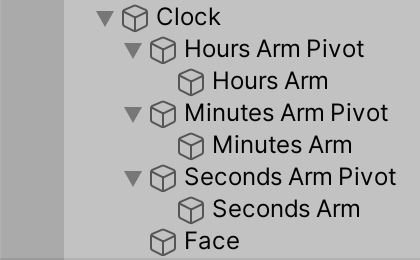 Clock
Hours Arm Pivot
Hours Arm
Minutes Arm Pivot
Minutes Arm
Seconds Arm Pivot
Seconds Arm
Face